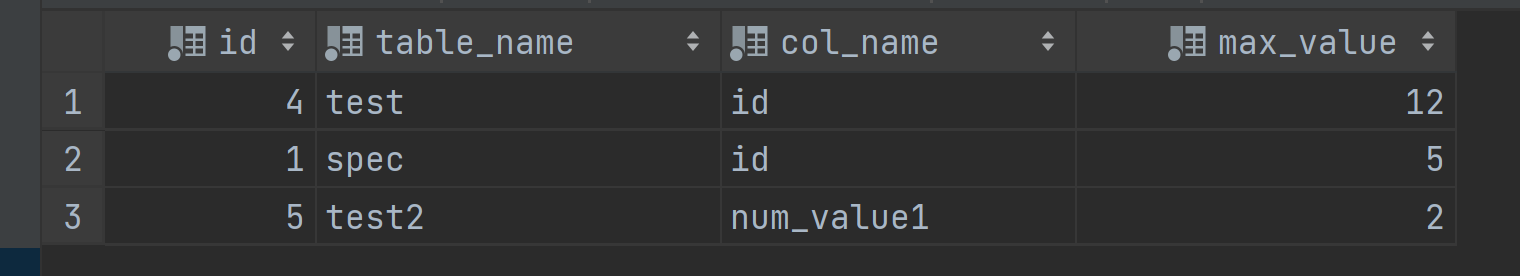 id table_name col_name max_value
1 4 test id 12
2 1 spec id 5
3 5 test2 num_value1 2